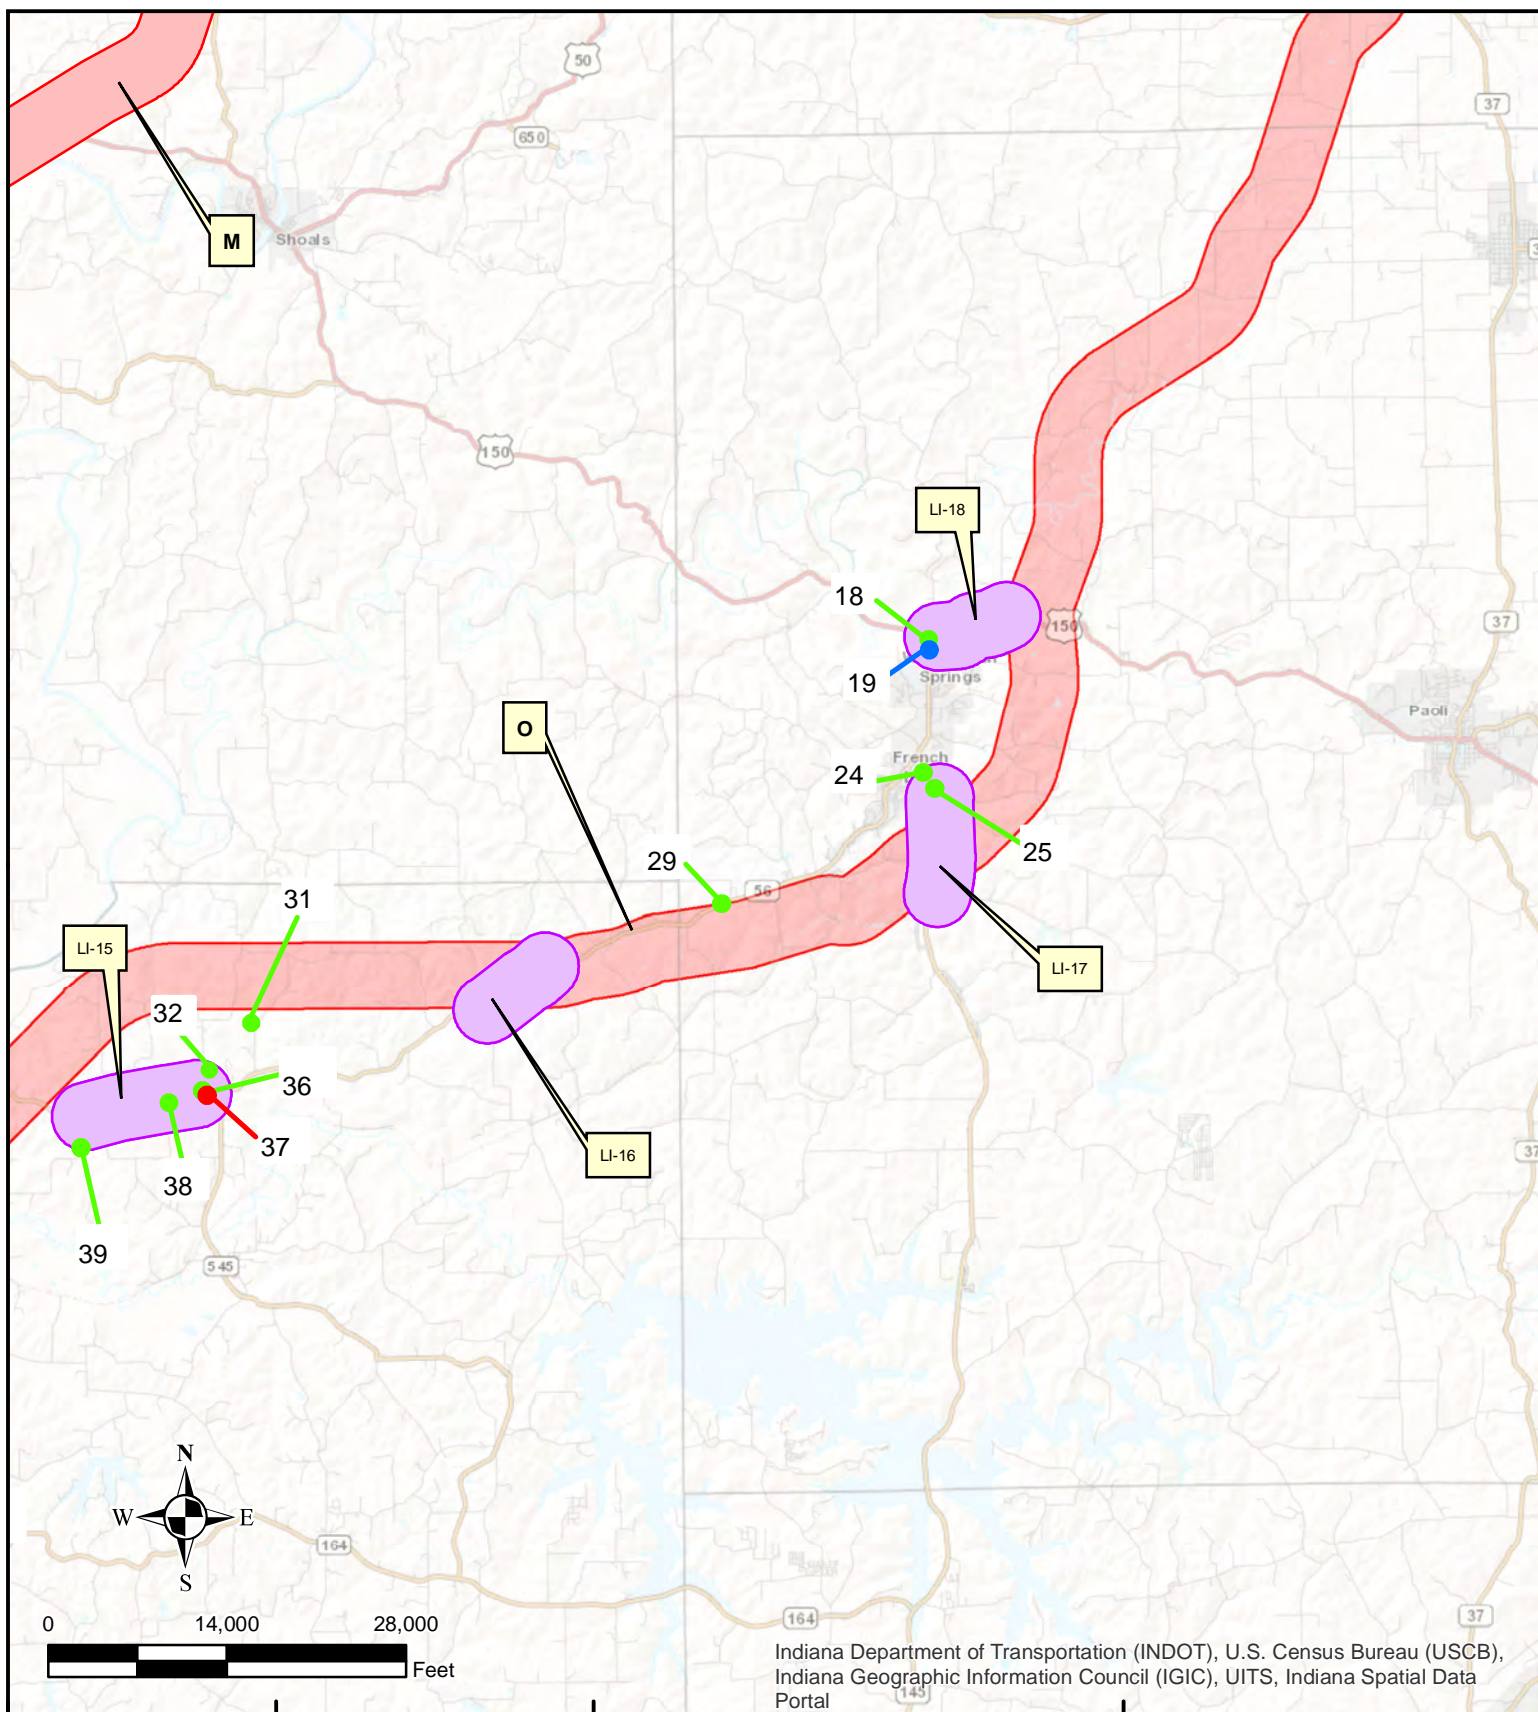 50
37
650
M
Shoals
150
LI-18
18
150
37
19
Springs
O
Paoli
French
24
25
29
56
31
LI-15
LI-17
32
36
37
LI-16
38
39
545
N
W
E
S
164
0
14,000
28,000
Feet
164
37
Indiana Department of Transportation (INDOT), U.S. Census Bureau (USCB),
Indiana Geographic Information Council (IGIC), UITS, Indiana Spatial Data
Portal
145